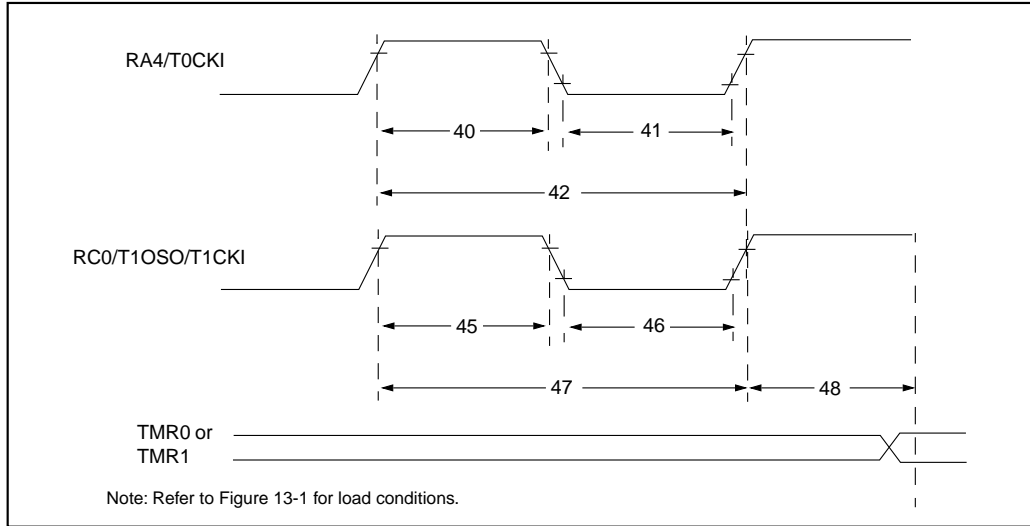 RA4/T0CKI
40
41
42
RC0/T1OSO/T1CKI
45
46
47
48
TMR0 or
TMR1
Note: Refer to Figure 13-1 for load conditions.